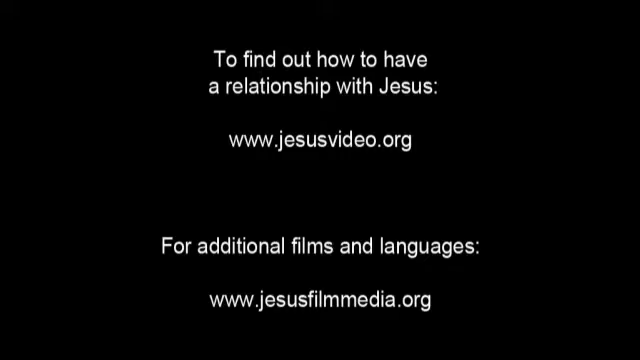 To find out how to have
a relationship with Jesus:
www.jesusvideo.org
For additional films and languages:
www.jesusfilmmedia.org